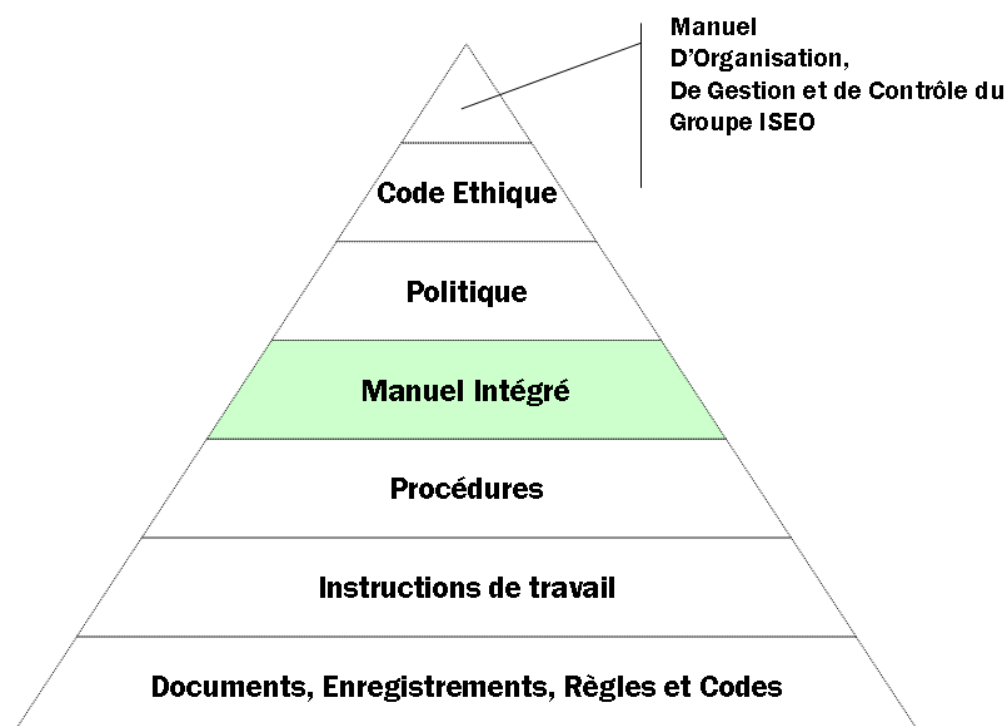 Manuel
D'Organisation,
De Gestion et de Contrôle du
Groupe ISEO
Code Ethique
Politique
Manuel Intégré
Procédures
Instructions de travail
Documents, Enregistrements, Règles et Codes